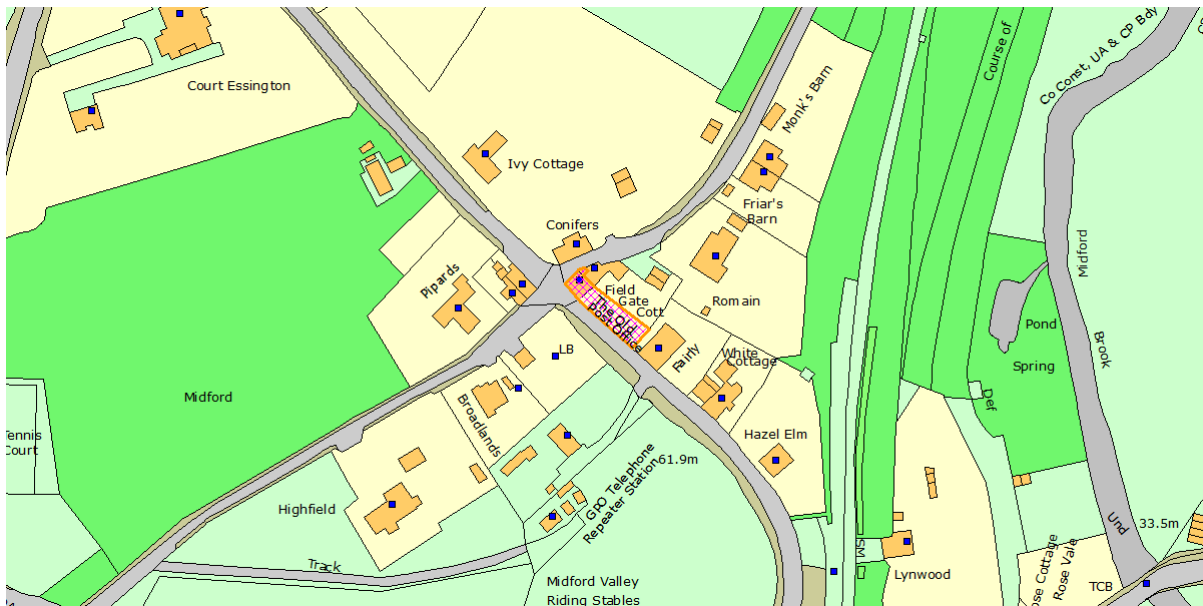 Court Essington
Ivy Cottage
Monk's Barn
Course of
Co Const, UA & CP Bdy
Friar's
Barn
Conifers
Pipards
Field
Gate
Cott
The Old
Post Office
Romain
Midford
Brook
Pond
Spring
Fairly
White
Cottage
LB
Midford
Broadlands
Def
Tennis
Court
Hazel Elm
61.9m
GPO Telephone
Repeater Station
Highfield
Track
Midford Valley
Riding Stables
SM
Lynwood
Und
33.5m
ose Cottage
Rose Vale
TCB